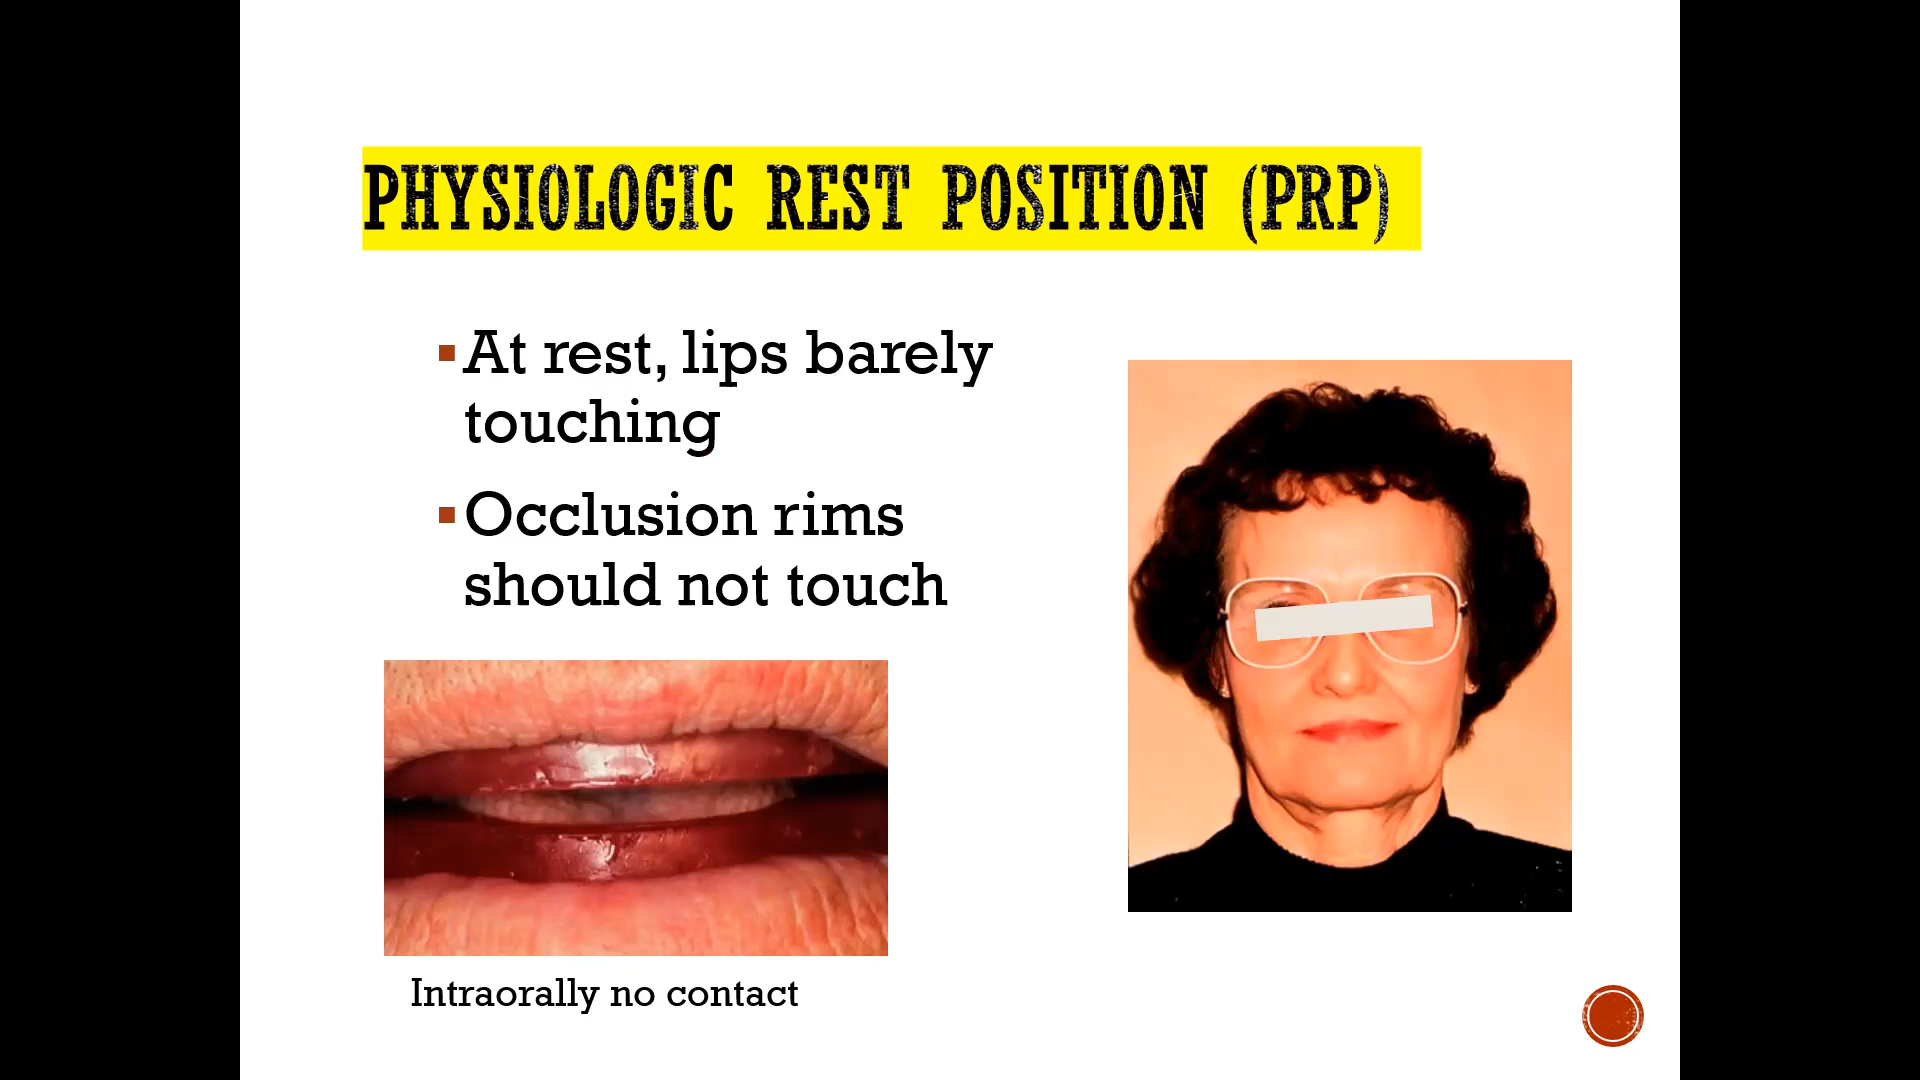 PHYSIOLOGIC REST POSITION (PRP)
▪At rest, lips barely
touching
▪Occlusion rims
should not touch
Intraorally no contact